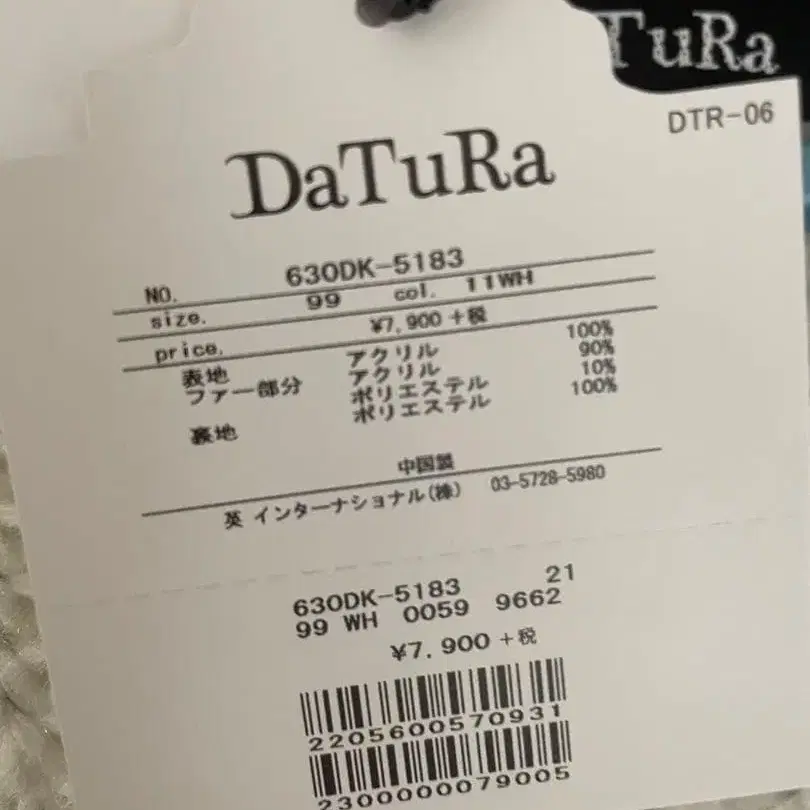 TuRa
DTR-06
DaTuRa
NO. 630DK-5183
size. 99 col. 11WH
price. ¥7,900 +税
表地 アクリル 100%
ファー部分 アクリル 90%
ポリエステル 10%
裏地 ポリエステル 100%
中国製
英 インターナショナル(株) 03-5728-5980
630DK-5183 21
99 WH 0059 9662
¥7,900 +税
2205600570931
2300000079005